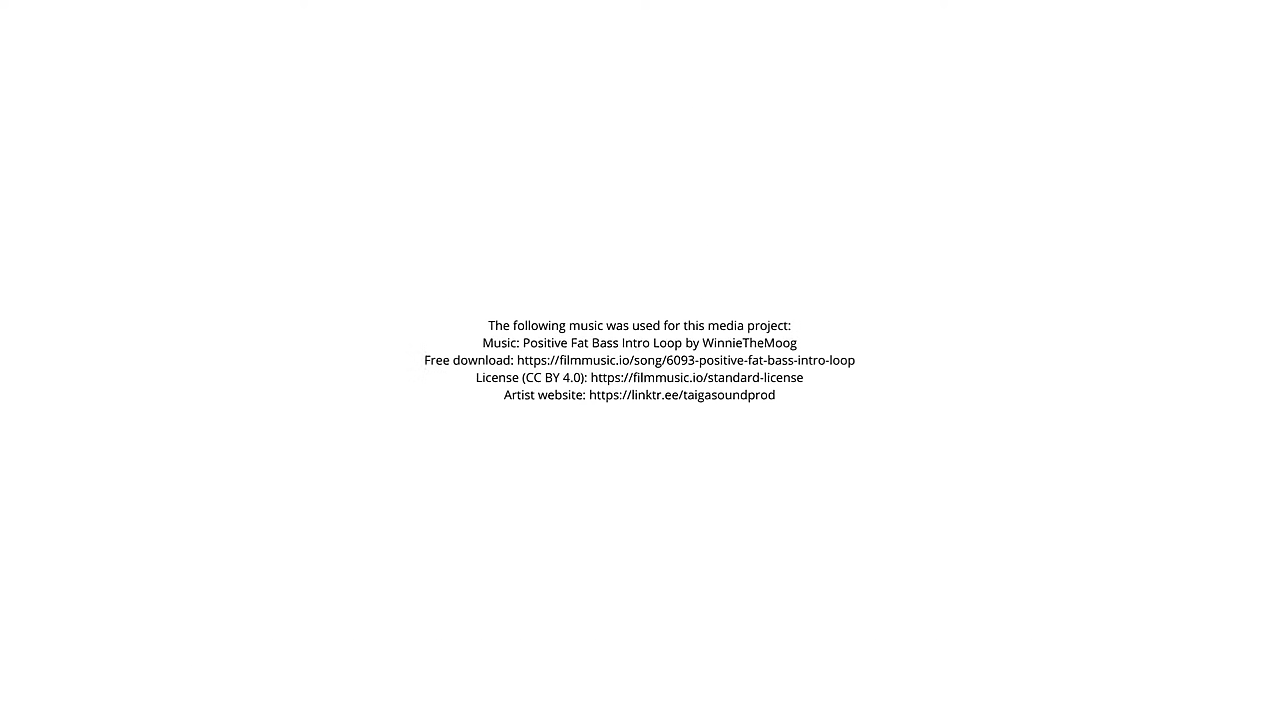 The following music was used for this media project:
Music: Positive Fat Bass Intro Loop by WinnieTheMoog
Free download: https://filmmusic.io/song/6093-positive-fat-bass-intro-loop
License (CC BY 4.0): https://filmmusic.io/standard-license
Artist website: https://linktr.ee/taigasoundprod